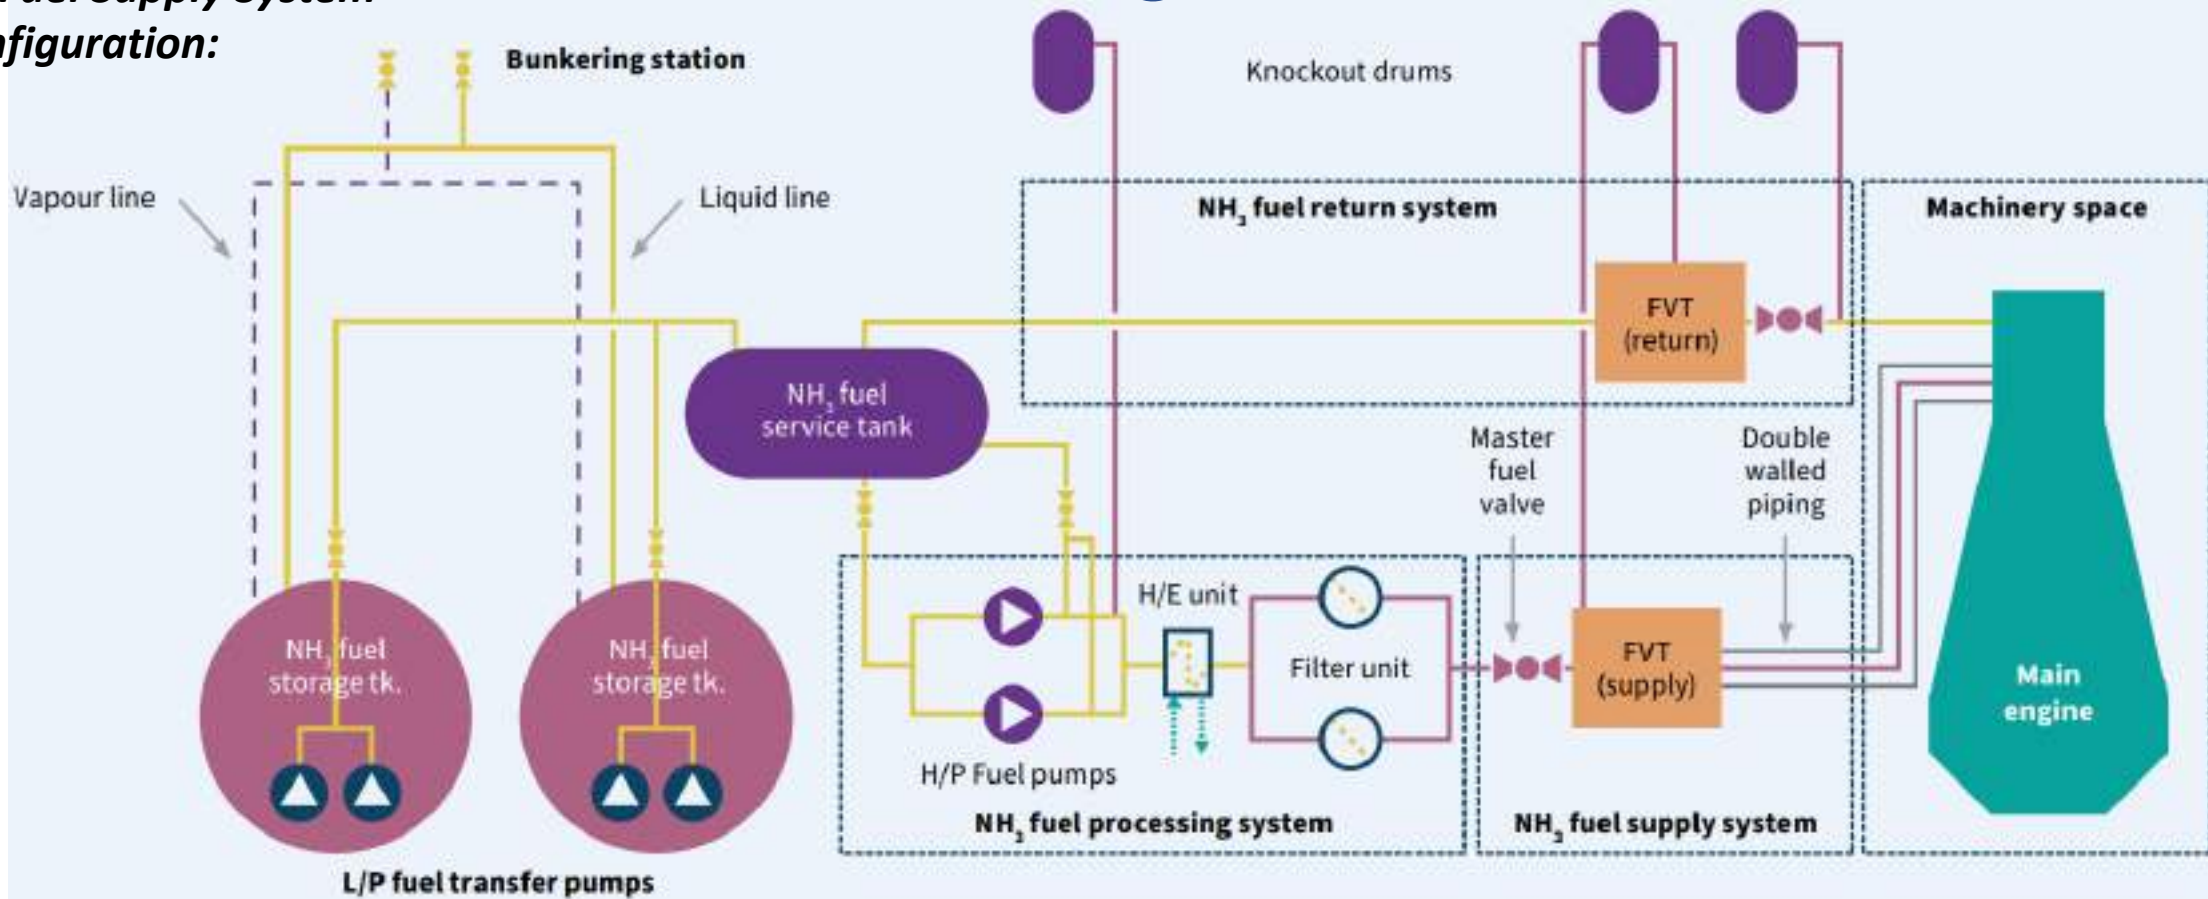 nfiguration:
Bunkering station
Knockout drums
Vapour line
Liquid line
NH3 fuel return system
Machinery space
FVT
(return)
NH3 fuel
service tank
Master
fuel
valve
Double
walled
piping
H/E unit
NH3 fuel
storage tk.
NH3 fuel
storage tk.
Filter unit
FVT
(supply)
Main
engine
H/P Fuel pumps
NH3 fuel processing system
NH3 fuel supply system
L/P fuel transfer pumps